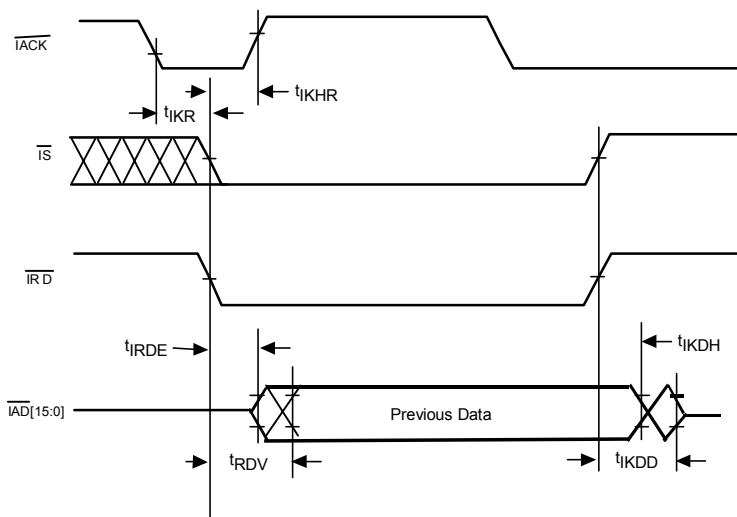 IACK
tIKHR
tIKR
IS
IRD
tIRDE
tIKDH
IAD[15:0]
Previous Data
tRDV
tIKDD